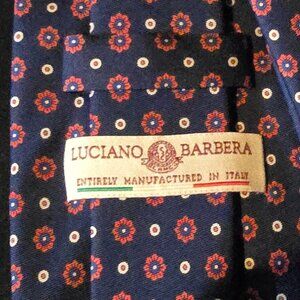 LUCIANO BARBERA
ENTIRELY MANUFACTURED IN ITALY